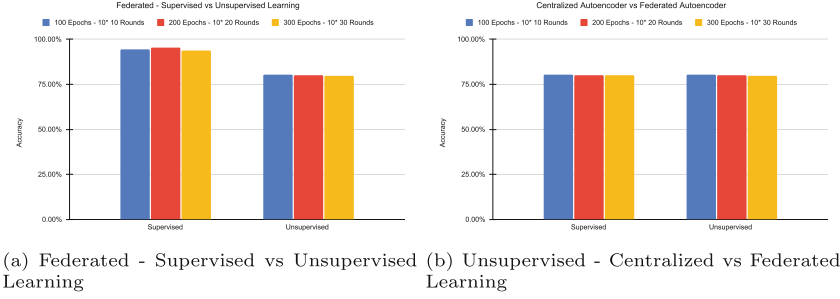 Federated - Supervised vs Unsupervised Learning
100 Epochs - 10* 10 Rounds 200 Epochs - 10* 20 Rounds 300 Epochs - 10* 30 Rounds
100.00%
75.00%
50.00%
25.00%
0.00%
Accuracy
Supervised Unsupervised
(a) Federated - Supervised vs Unsupervised
Learning
Centralized Autoencoder vs Federated Autoencoder
100 Epochs - 10* 10 Rounds 200 Epochs - 10* 20 Rounds 300 Epochs - 10* 30 Rounds
100.00%
75.00%
50.00%
25.00%
0.00%
Accuracy
Supervised Unsupervised
(b) Unsupervised - Centralized vs Federated
Learning